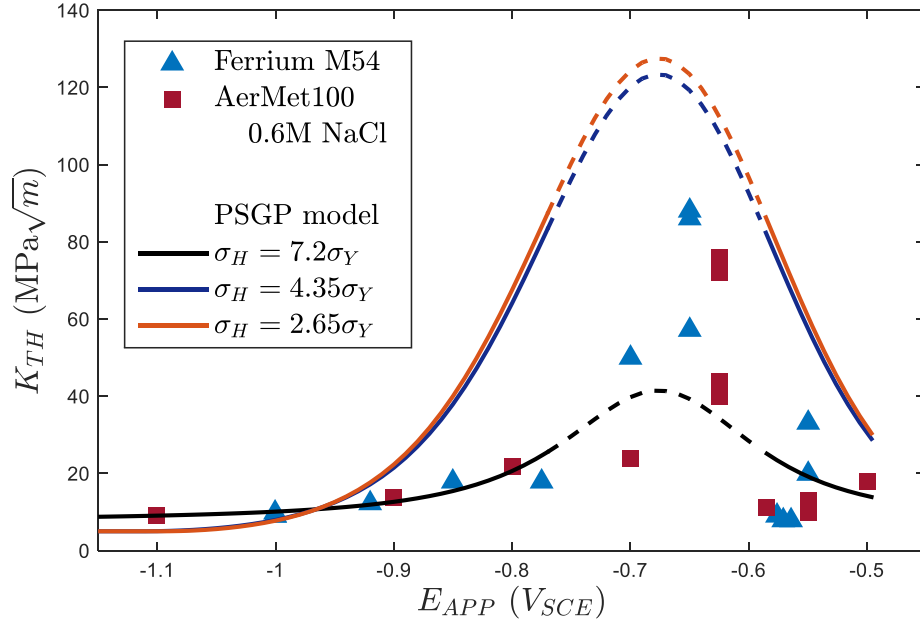 140
120
100
80
60
40
20
0
K_TH (MPa√m)
Ferrium M54
AerMet100
0.6M NaCl
PSGP model
σ_H = 7.2σ_Y
σ_H = 4.35σ_Y
σ_H = 2.65σ_Y
-1.1 -1 -0.9 -0.8 -0.7 -0.6 -0.5
E_APP (V_SCE)